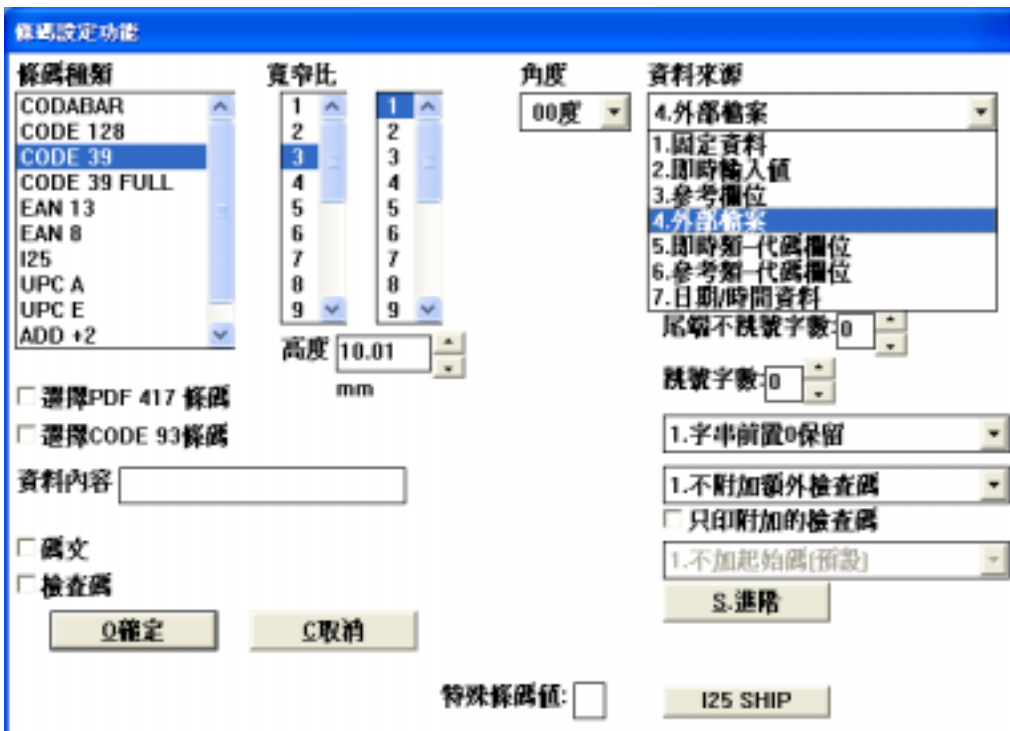 條碼設定功能
條碼種類
CODABAR
CODE 128
CODE 39
CODE 39 FULL
EAN 13
EAN 8
I25
UPC A
UPC E
ADD +2
寬窄比
1
2
3
4
5
6
7
8
9
1
2
3
4
5
6
7
8
9
高度 10.01
mm
角度
00度
資料來源
4.外部檔案
1.固定資料
2.即時輸入值
3.參考欄位
4.外部檔案
5.即時類─代碼欄位
6.參考類─代碼欄位
7.日期/時間資料
尾端不跳號字數:0
跳號字數:0
選擇PDF 417 條碼
選擇CODE 93條碼
1.字串前置0保留
資料內容
1.不附加額外檢查碼
只印附加的檢查碼
碼文
1.不加起始碼(預設)
檢查碼
S.進階
O確定
C取消
特殊條碼值:
I25 SHIP